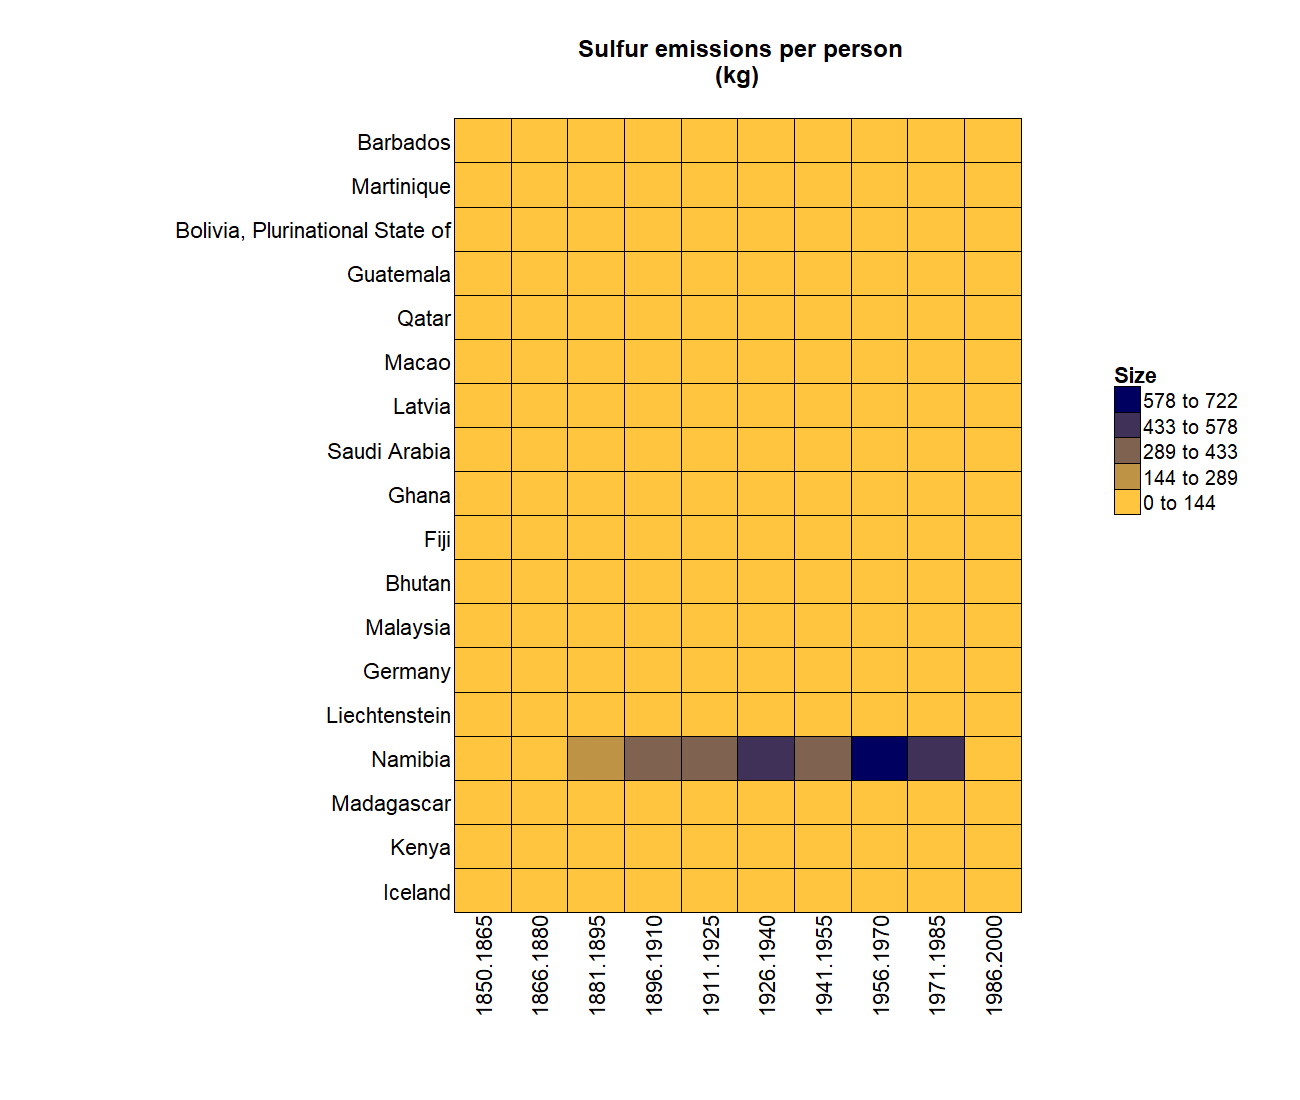 Sulfur emissions per person
(kg)
Barbados
Martinique
Bolivia, Plurinational State of
Guatemala
Qatar
Macao
Latvia
Saudi Arabia
Ghana
Fiji
Bhutan
Malaysia
Germany
Liechtenstein
Namibia
Madagascar
Kenya
Iceland
1850.1865
1866.1880
1881.1895
1896.1910
1911.1925
1926.1940
1941.1955
1956.1970
1971.1985
1986.2000
Size
578 to 722
433 to 578
289 to 433
144 to 289
0 to 144